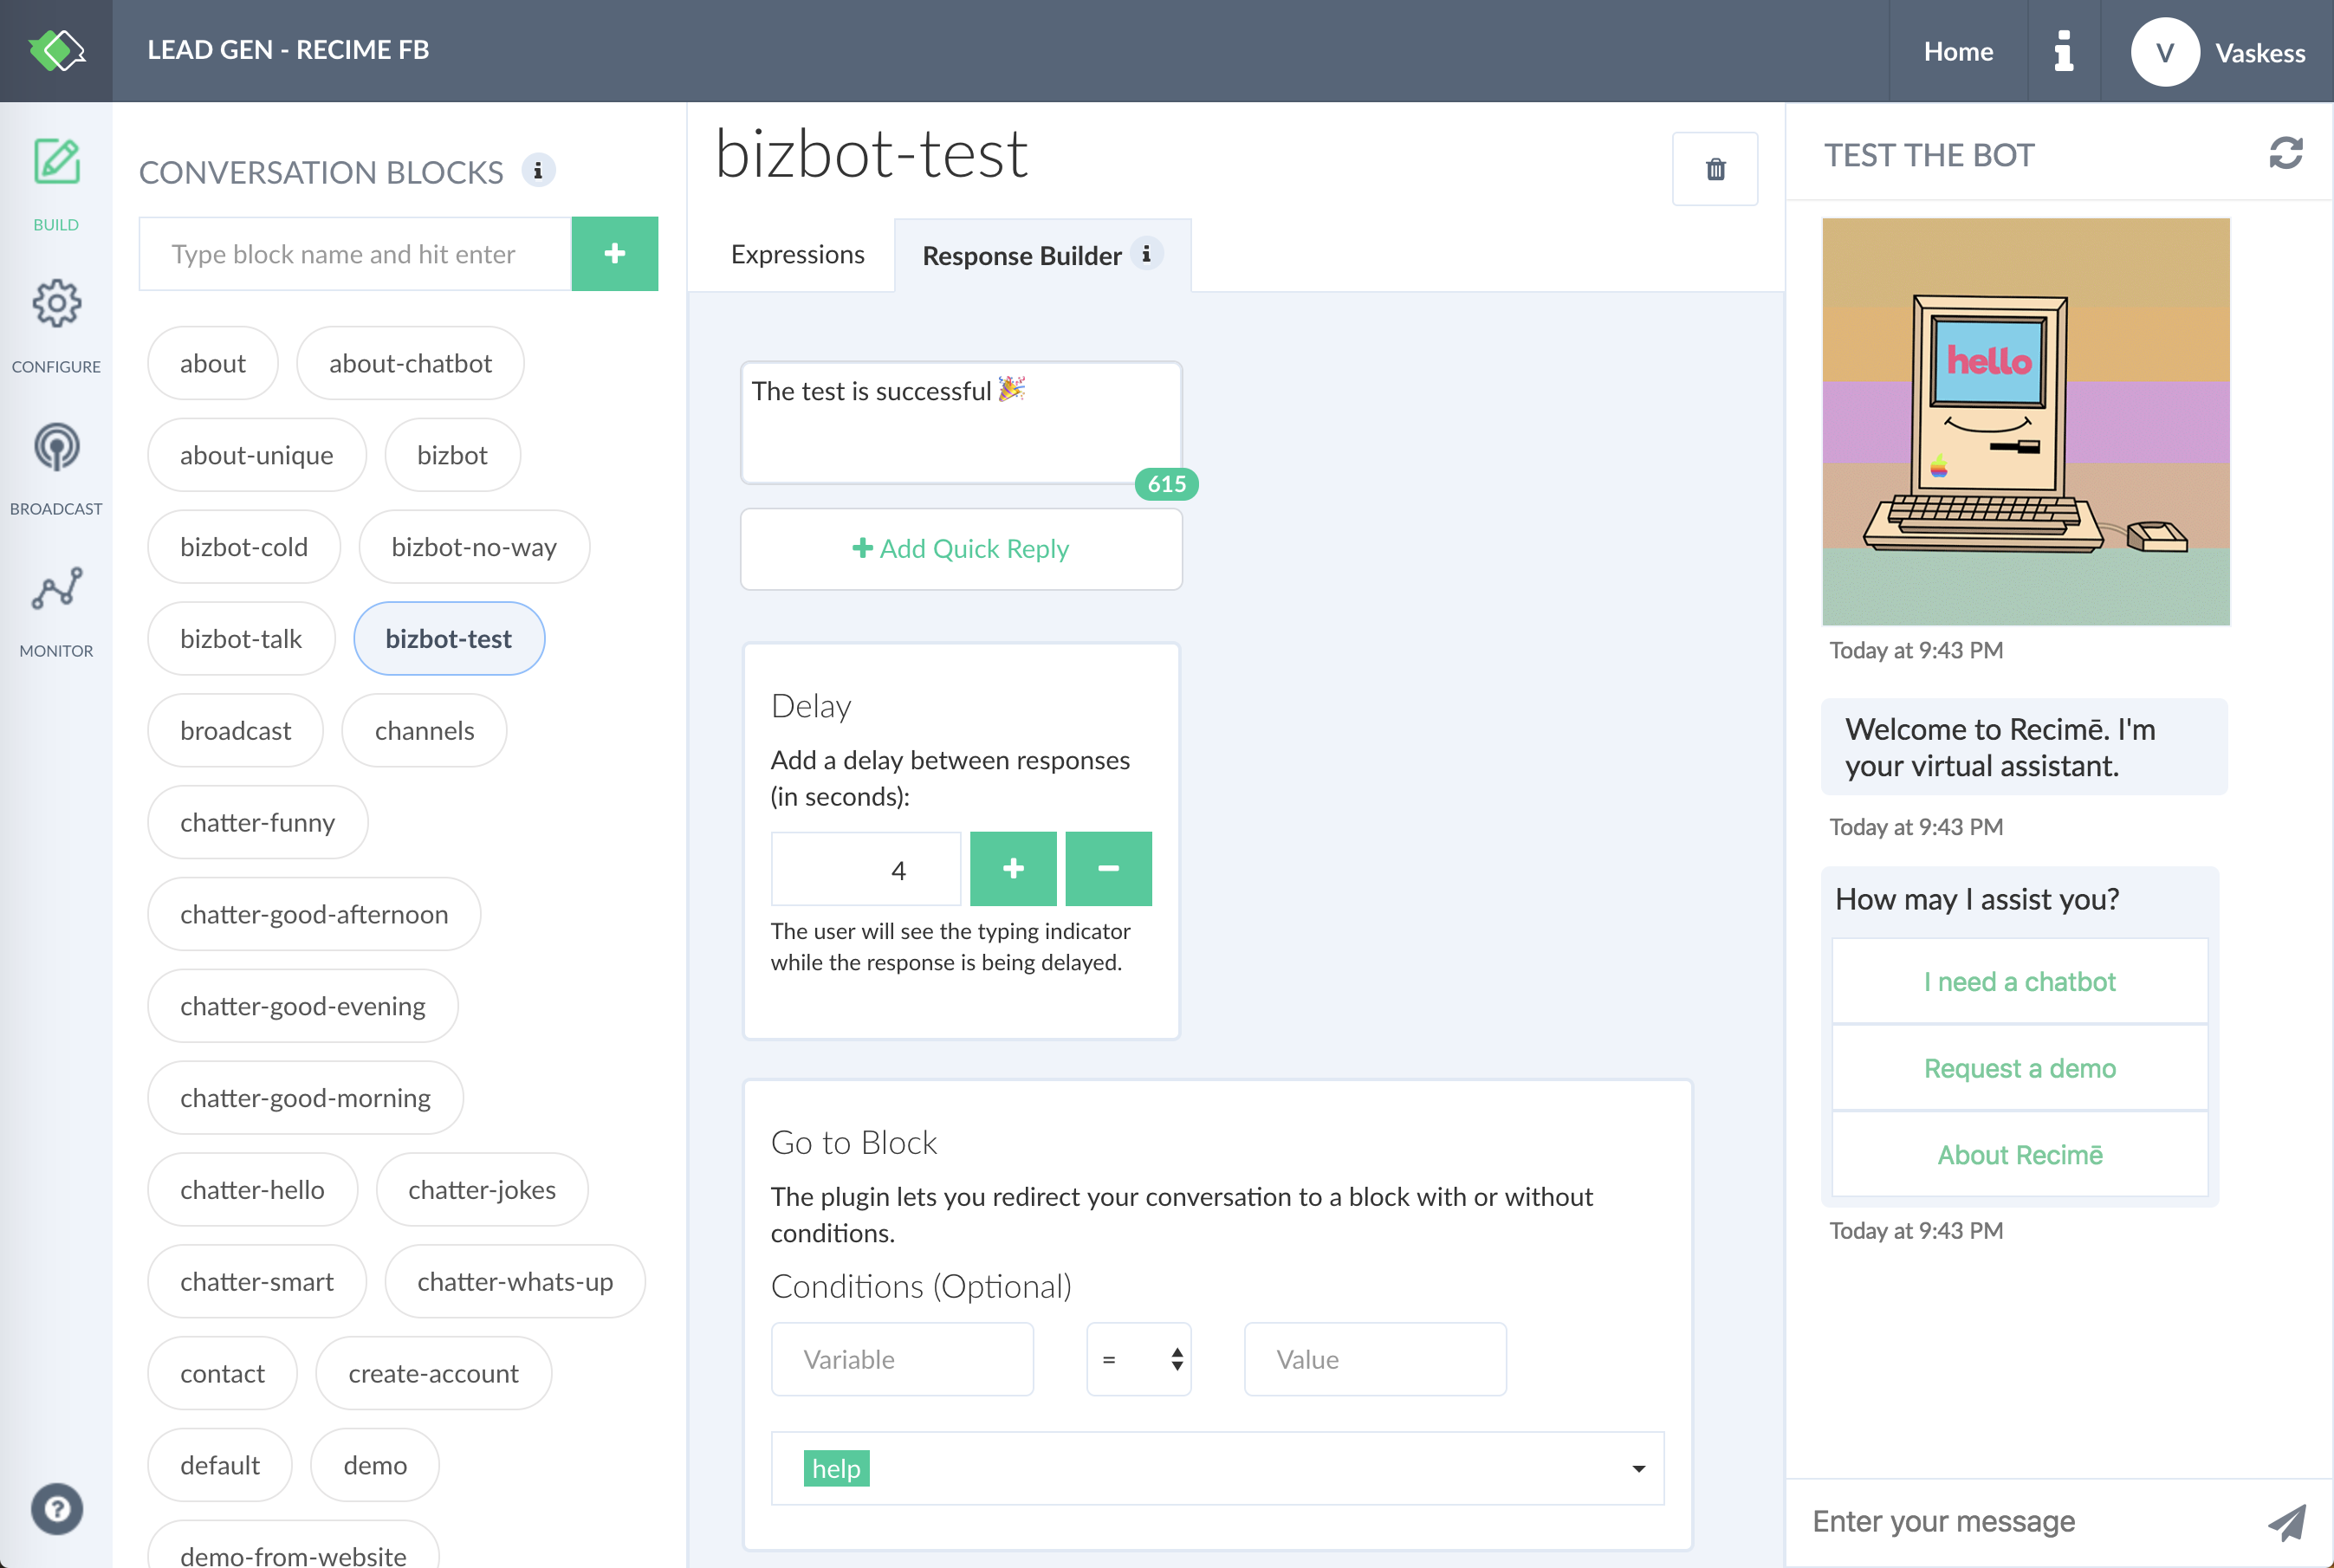 LEAD GEN - RECIME FB
Home
V
Vaskess
BUILD
CONFIGURE
BROADCAST
MONITOR
CONVERSATION BLOCKS
Type block name and hit enter
about
about-chatbot
about-unique
bizbot
bizbot-cold
bizbot-no-way
bizbot-talk
bizbot-test
broadcast
channels
chatter-funny
chatter-good-afternoon
chatter-good-evening
chatter-good-morning
chatter-hello
chatter-jokes
chatter-smart
chatter-whats-up
contact
create-account
default
demo
demo-from-website
bizbot-test
Expressions
Response Builder
The test is successful 🎉
615
+ Add Quick Reply
Delay
Add a delay between responses
(in seconds):
4
+
−
The user will see the typing indicator
while the response is being delayed.
Go to Block
The plugin lets you redirect your conversation to a block with or without
conditions.
Conditions (Optional)
Variable
=
Value
help
TEST THE BOT
hello
Today at 9:43 PM
Welcome to Recimē. I'm
your virtual assistant.
Today at 9:43 PM
How may I assist you?
I need a chatbot
Request a demo
About Recimē
Today at 9:43 PM
Enter your message